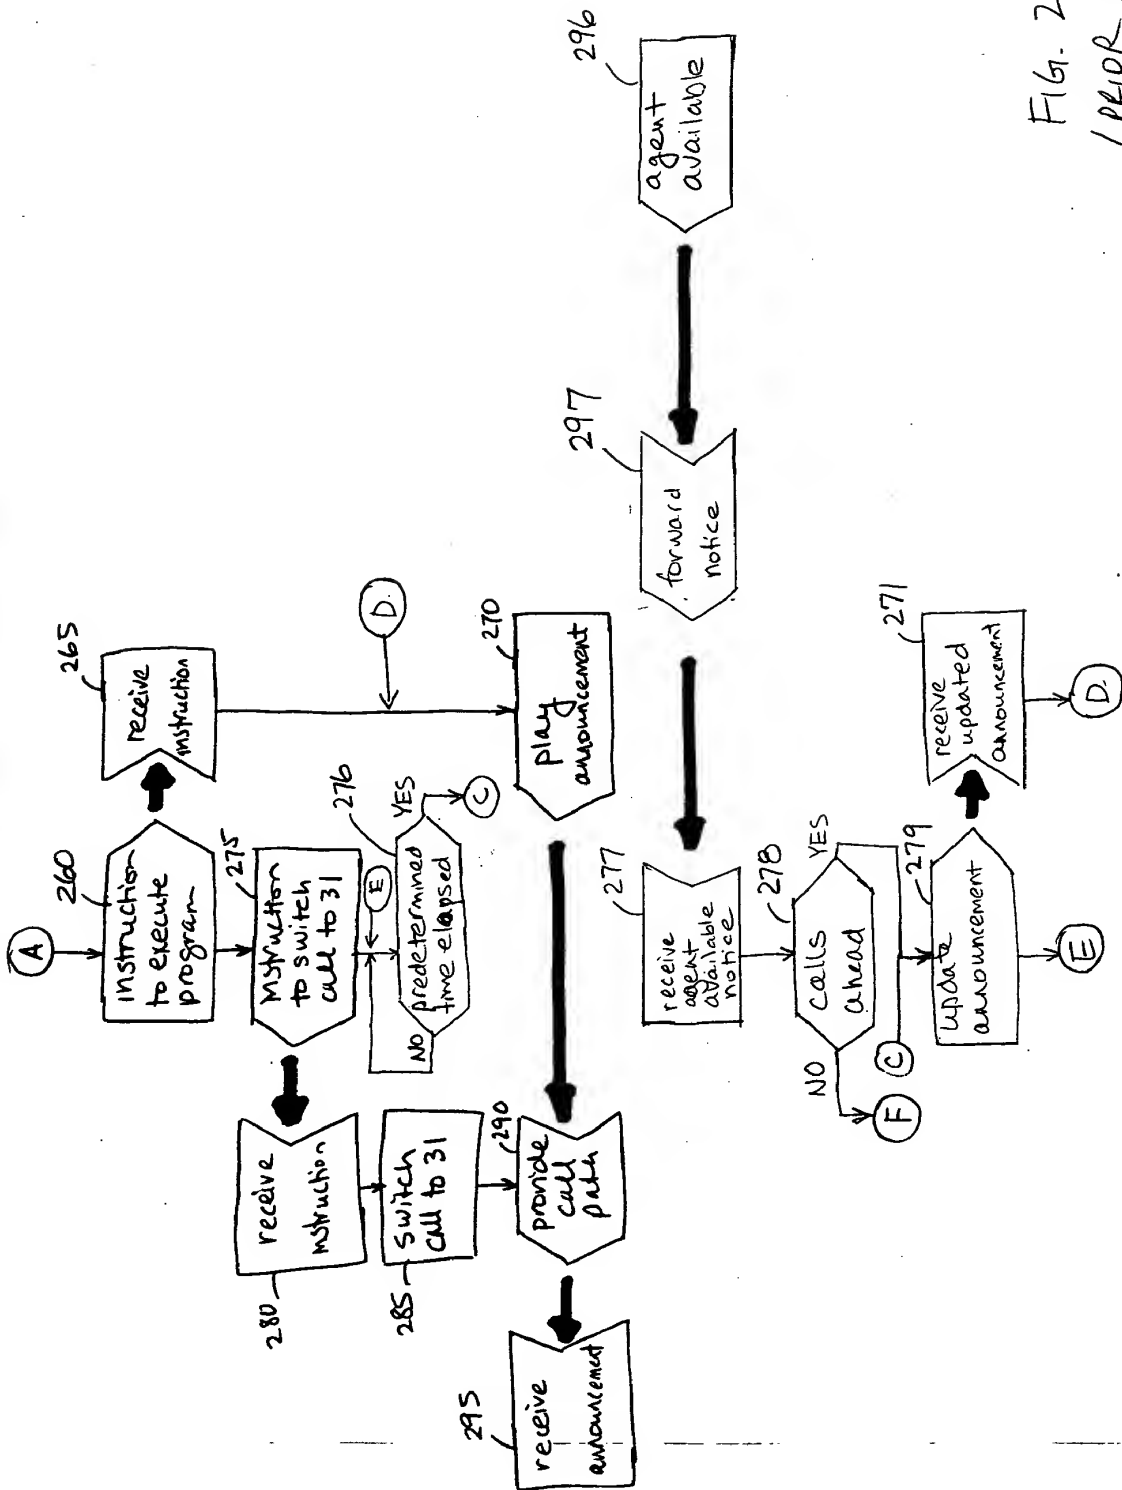 A
260
instruction
to execute
program
265
receive
instruction
275
instruction
to switch
call to 31
E
276
predetermined
time elapsed
NO
YES
C
D.
270
play
announcement
280
receive
instruction
285
switch
call to 31
290
provide
call
path
295
receive
announcement
296
agent
available
297
forward
notice
277
receive
agent
available
notice
278
calls
ahead
NO
YES
F
C
279
update
announcement
E
271
receive
updated
announcement
D.
FIG. 2
(PRIOR